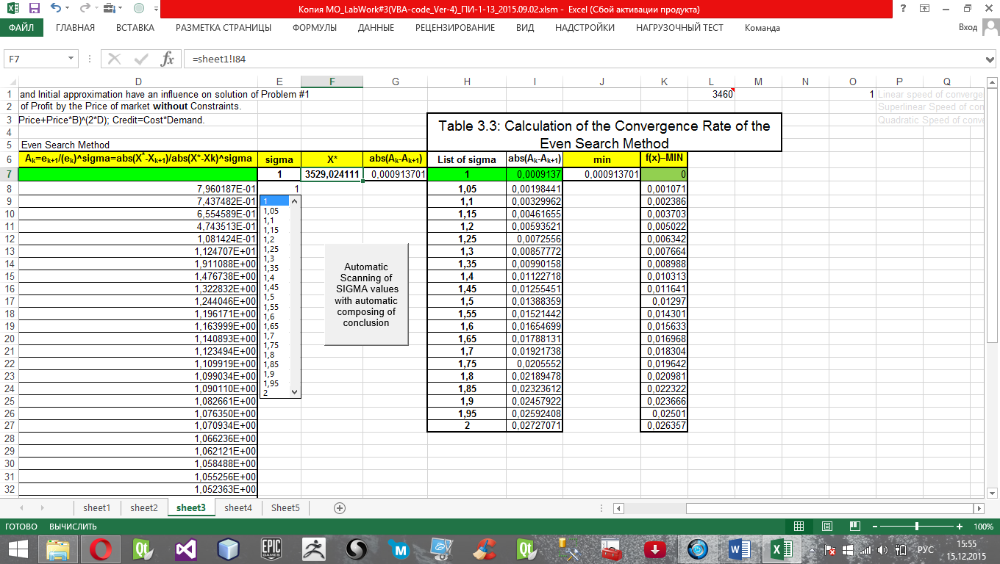 Копия MO_LabWork#3(VBA-code_Ver-4)_ПИ-1-13_2015.09.02.xlsm - Excel (Сбой активации продукта)
ФАЙЛ ГЛАВНАЯ ВСТАВКА РАЗМЕТКА СТРАНИЦЫ ФОРМУЛЫ ДАННЫЕ РЕЦЕНЗИРОВАНИЕ ВИД НАДСТРОЙКИ НАГРУЗОЧНЫЙ ТЕСТ Команда Вход
F7 fx =sheet1!I84
D E F G H I J K L M N O P Q
1 and Initial approximation have an influence on solution of Problem #1 3460 1 Linear speed of converge
2 of Profit by the Price of market without Constraints. Superlinear Speed of con
3 Price+Price*B)^(2*D); Credit=Cost*Demand. Quadratic Speed of conv
Table 3.3: Calculation of the Convergence Rate of the
Even Search Method
4
5 Even Search Method
6 Ak=ek+1/(ek)^sigma=abs(X*-Xk+1)/abs(X*-Xk)^sigma sigma X* abs(Ak-Ak+1) List of sigma abs(Ak-Ak+1) min f(x)–MIN
7 1 3529,024111 0,000913701 1 0,0009137 0,000913701 0
8 7,960187E-01 1 1,05 0,00198441 0,001071
9 7,437482E-01 1,1 0,00329962 0,002386
10 6,554589E-01 1,15 0,00461655 0,003703
11 4,743513E-01 1,2 0,00593521 0,005022
12 1,081424E-01 1,25 0,0072556 0,006342
13 1,124707E+01 1,3 0,00857772 0,007664
14 1,911088E+00 1,35 0,00990158 0,008988
15 1,476738E+00 1,4 0,01122718 0,010313
16 1,322832E+00 1,45 0,01255451 0,011641
17 1,244046E+00 1,5 0,01388359 0,01297
18 1,196171E+00 1,55 0,01521442 0,014301
19 1,163999E+00 1,6 0,01654699 0,015633
20 1,140893E+00 1,65 0,01788131 0,016968
21 1,123494E+00 1,7 0,01921738 0,018304
22 1,109919E+00 1,75 0,0205552 0,019642
23 1,099034E+00 1,8 0,02189478 0,020981
24 1,090110E+00 1,85 0,02323612 0,022322
25 1,082661E+00 1,9 0,02457922 0,023666
26 1,076350E+00 1,95 0,02592408 0,02501
27 1,070934E+00 2 0,02727071 0,026357
28 1,066236E+00
29 1,062121E+00
30 1,058488E+00
31 1,055256E+00
32 1,052363E+00
1
1,05
1,1
1,15
1,2
1,25
1,3
1,35
1,4
1,45
1,5
1,55
1,6
1,65
1,7
1,75
1,8
1,85
1,9
1,95
2
Automatic
Scanning of
SIGMA values
with automatic
composing of
conclusion
sheet1 sheet2 sheet3 sheet4 Sheet5
ГОТОВО ВЫЧИСЛИТЬ 100%
Qt EPIC GAMES M Qt РУС
15:55
15.12.2015